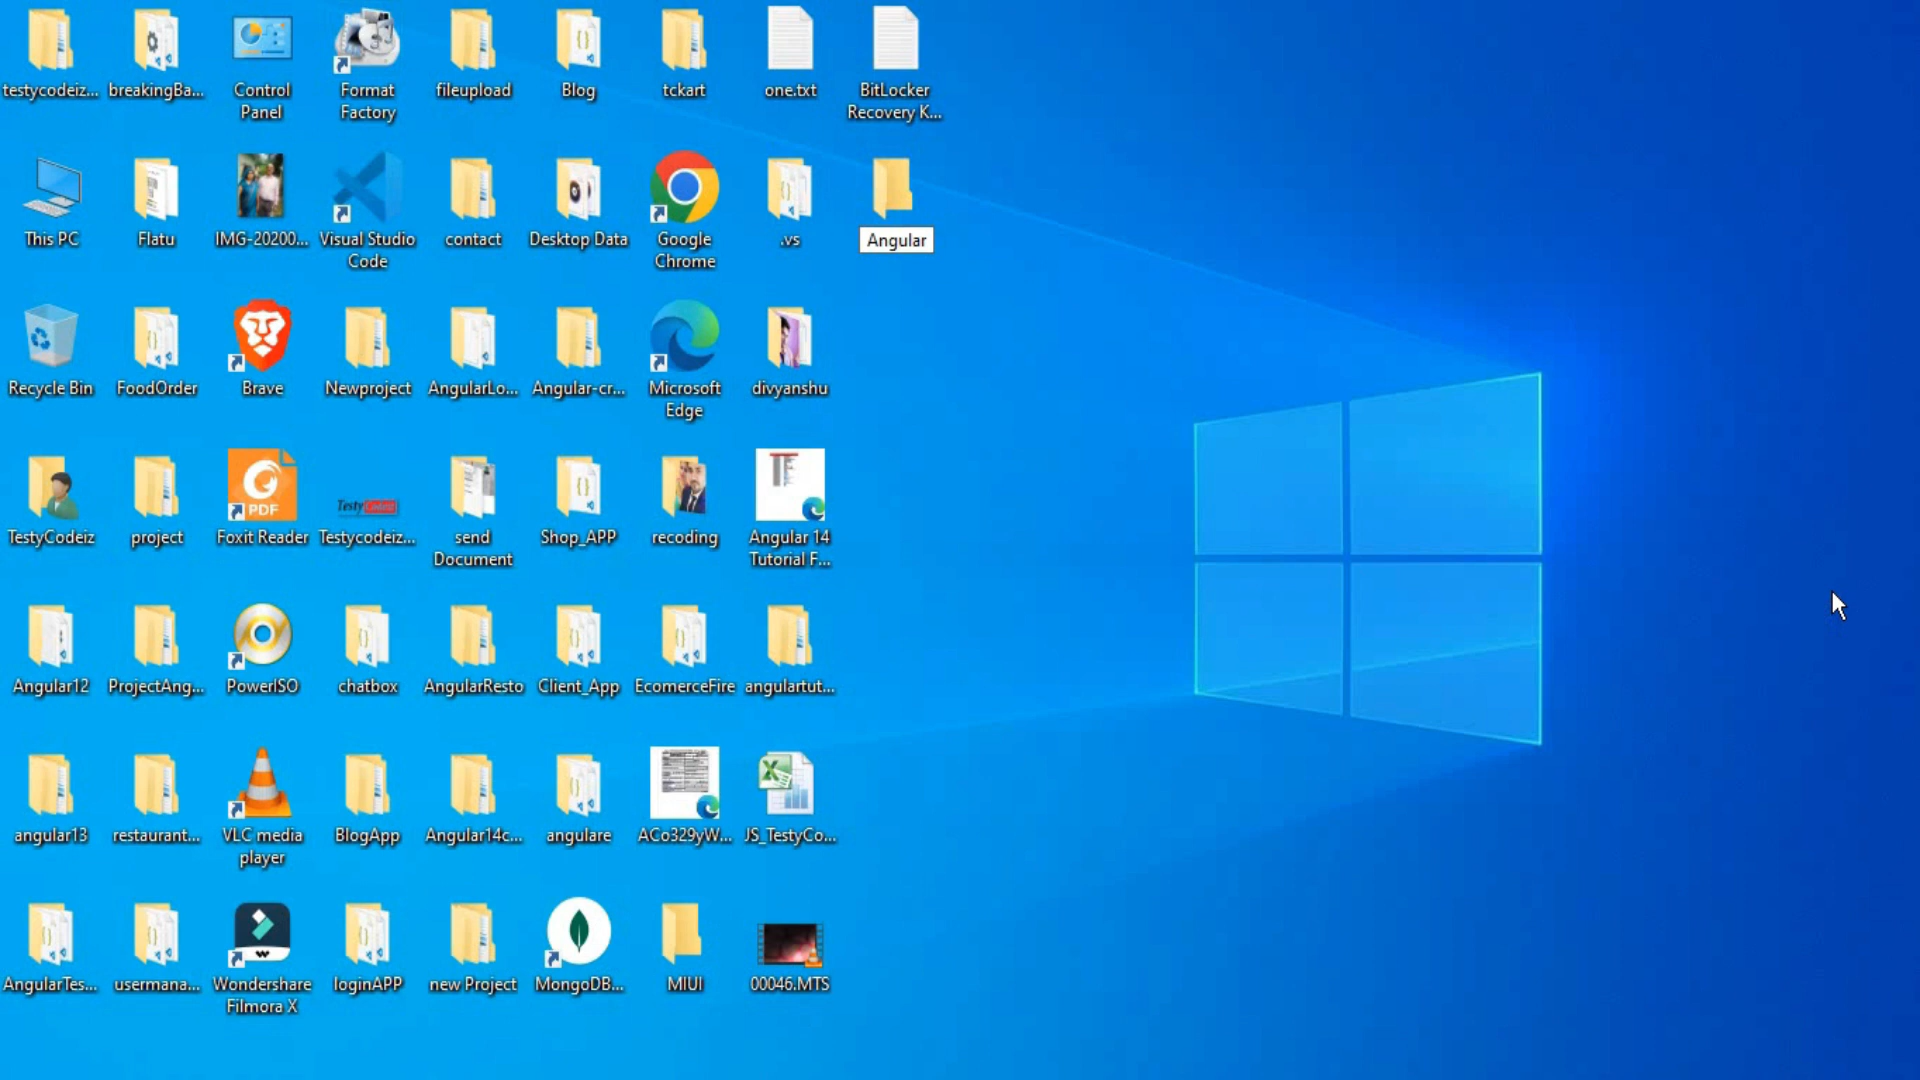 testycodeiz...
breakingBa...
Control
Panel
Format
Factory
fileupload
Blog
tckart
one.txt
BitLocker
Recovery K...
This PC
Flatu
IMG-20200...
Visual Studio
Code
contact
Desktop Data
Google
Chrome
.vs
Angular
Recycle Bin
FoodOrder
Brave
Newproject
AngularLo...
Angular-cr...
Microsoft
Edge
divyanshu
TestyCodeiz
project
PDF
Foxit Reader
Testy Codeiz
Testycodeiz...
send
Document
Shop_APP
recoding
Angular 14
Tutorial F...
Angular12
ProjectAng...
PowerISO
chatbox
AngularResto
Client_App
EcomerceFire
angulartut...
angular13
restaurant...
VLC media
player
BlogApp
Angular14c...
angulare
ACo329yW...
JS_TestyCo...
AngularTes...
usermana...
Wondershare
Filmora X
loginAPP
new Project
MongoDB...
MIUI
00046.MTS